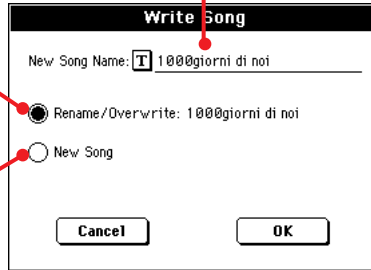 Write Song
New Song Name: T 1000giorni di noi
Rename/Overwrite: 1000giorni di noi
New Song
Cancel OK